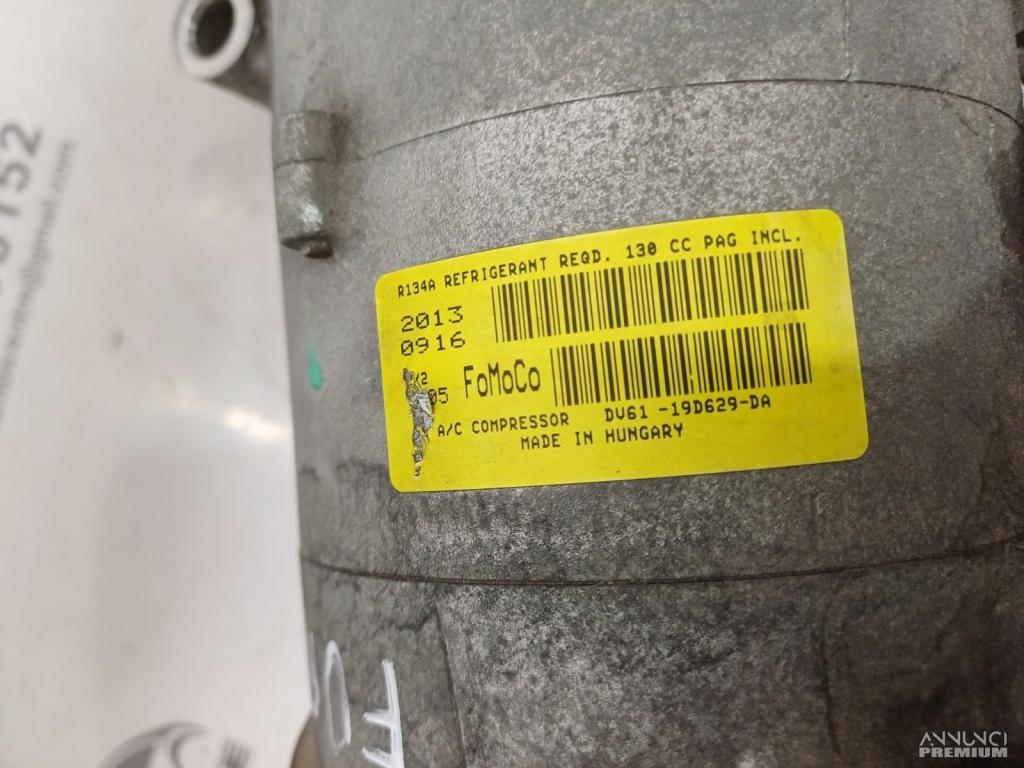 R134A REFRIGERANT REQD. 130 CC PAG INCL.
2013
0916
05 FoMoCo
A/C COMPRESSOR DV61 -19D629-DA
MADE IN HUNGARY
ANNUNCI
PREMIUM